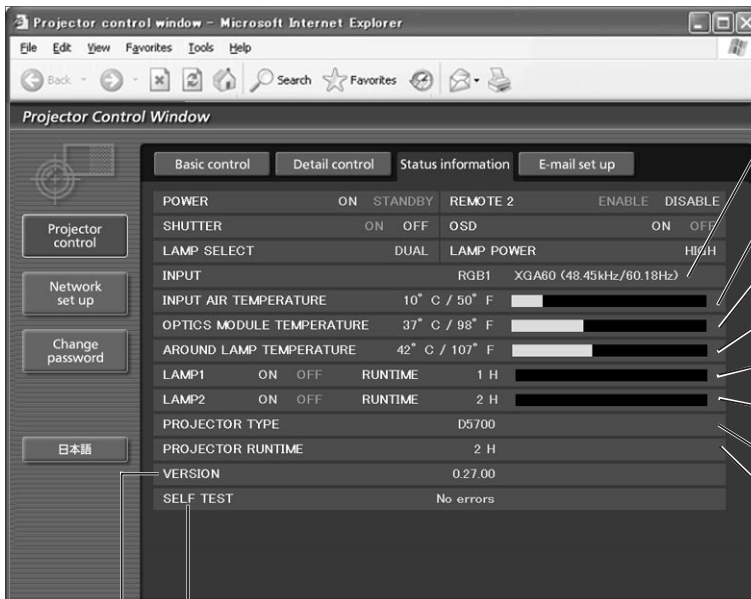 Projector control window - Microsoft Internet Explorer
File Edit View Favorites Tools Help
Back Search Favorites
Projector Control Window
Basic control Detail control Status information E-mail set up
Projector control
Network set up
Change password
日本語
POWER ON STANDBY REMOTE 2 ENABLE DISABLE
SHUTTER ON OFF OSD ON OFF
LAMP SELECT DUAL LAMP POWER HIGH
INPUT RGB1 XGA60 (48.45kHz/60.18Hz)
INPUT AIR TEMPERATURE 10° C / 50° F
OPTICS MODULE TEMPERATURE 37° C / 98° F
AROUND LAMP TEMPERATURE 42° C / 107° F
LAMP1 ON OFF RUNTIME 1 H
LAMP2 ON OFF RUNTIME 2 H
PROJECTOR TYPE D5700
PROJECTOR RUNTIME 2 H
VERSION 0.27.00
SELF TEST No errors